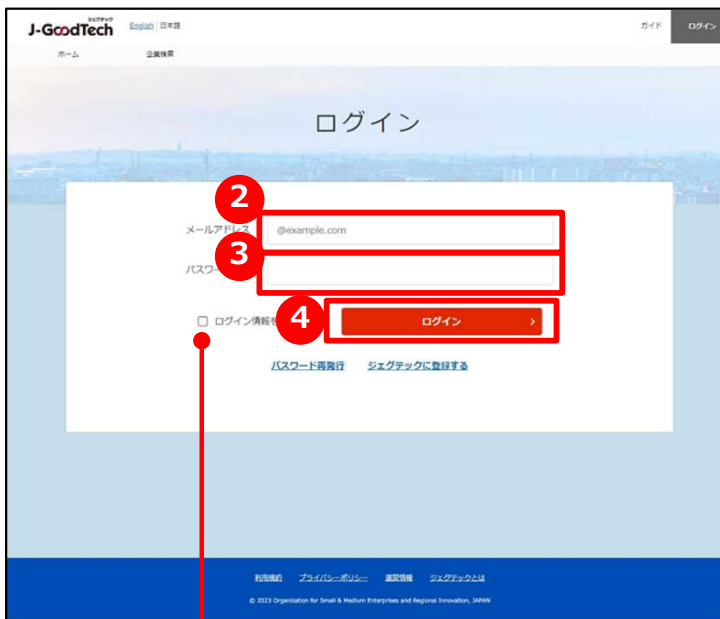 ジェグテック
J-GoodTech English | 日本語 ガイド ログイン
ホーム 企業検索
ログイン
2
メールアドレス @example.com
3
パスワー
ログイン情報を 4 ログイン >
パスワード再発行 ジェグテックに登録する
利用規約 プライバシーポリシー 運営情報 ジェグテックとは
© 2023 Organization for Small & Medium Enterprises and Regional Innovation, JAPAN